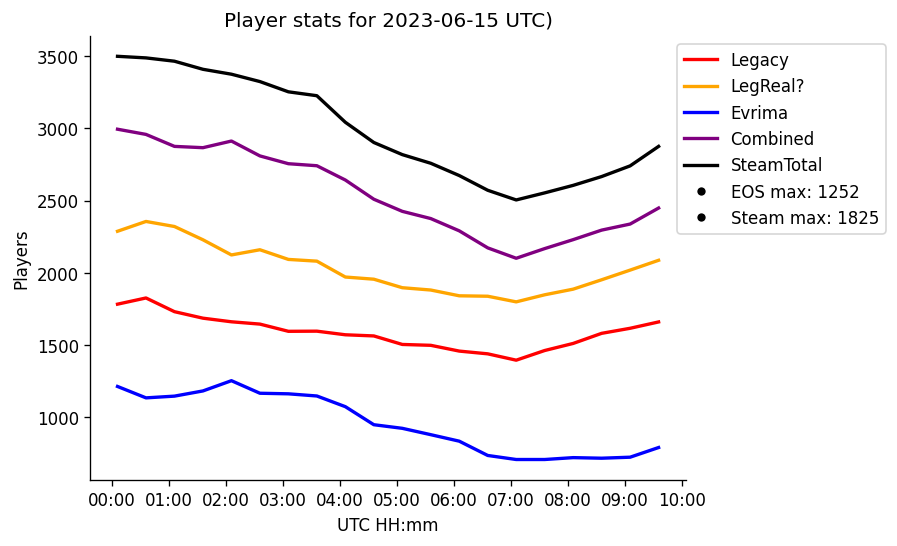 Player stats for 2023-06-15 UTC)
Players
3500
3000
2500
2000
1500
1000
00:00 01:00 02:00 03:00 04:00 05:00 06:00 07:00 08:00 09:00 10:00
UTC HH:mm
Legacy
LegReal?
Evrima
Combined
SteamTotal
EOS max: 1252
Steam max: 1825